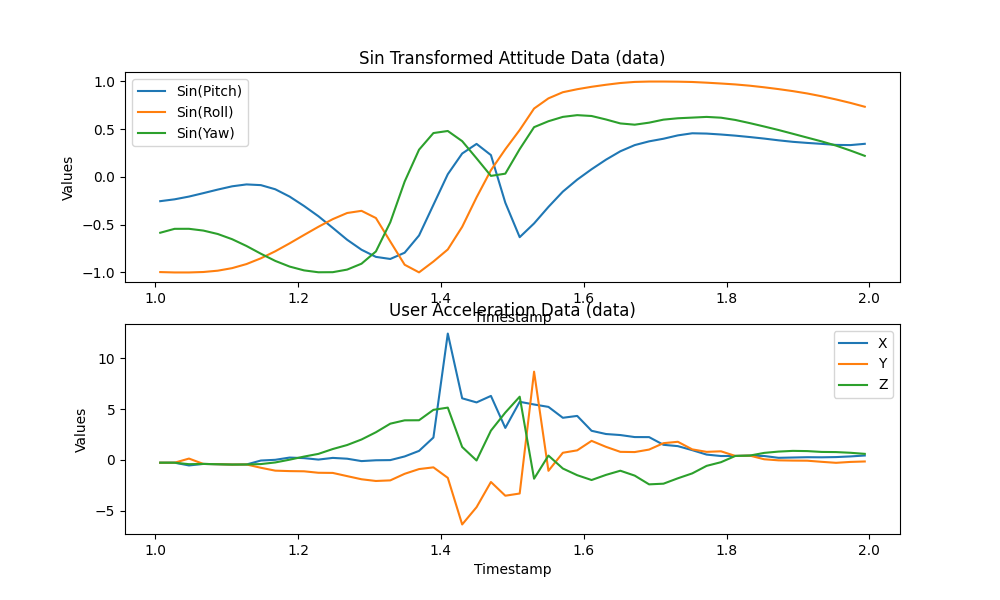 Sin Transformed Attitude Data (data)
Values
1.0
0.5
0.0
−0.5
−1.0
Sin(Pitch)
Sin(Roll)
Sin(Yaw)
1.0 1.2 1.4 1.6 1.8 2.0
Timestamp
User Acceleration Data (data)
Values
10
5
0
−5
X
Y
Z
1.0 1.2 1.4 1.6 1.8 2.0
Timestamp